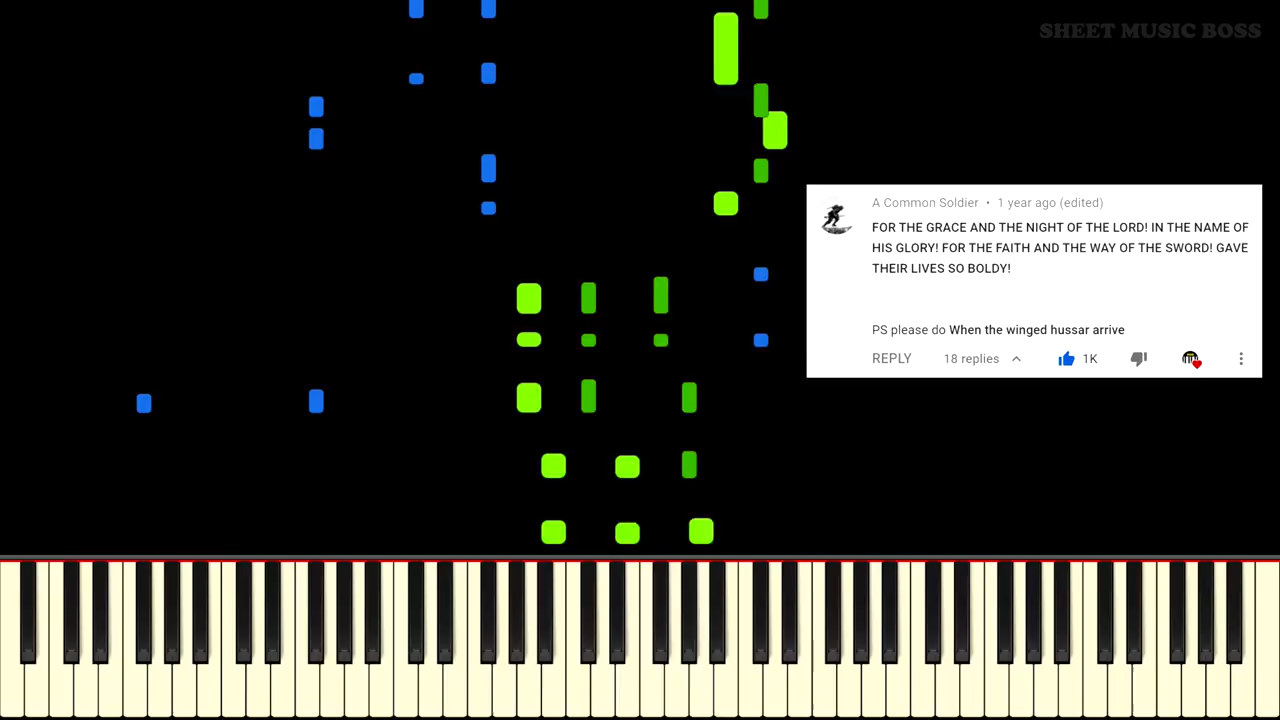 SHEET MUSIC BOSS
A Common Soldier • 1 year ago (edited)
FOR THE GRACE AND THE NIGHT OF THE LORD! IN THE NAME OF
HIS GLORY! FOR THE FAITH AND THE WAY OF THE SWORD! GAVE
THEIR LIVES SO BOLDY!
PS please do When the winged hussar arrive
REPLY 18 replies 1K